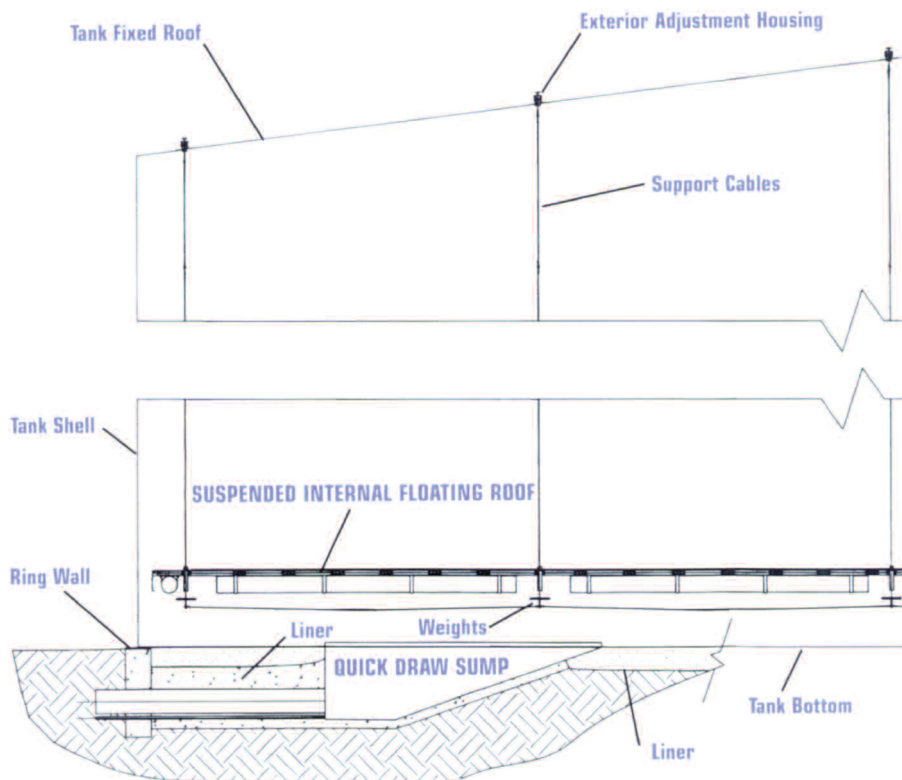 Exterior Adjustment Housing
Tank Fixed Roof
Support Cables
Tank Shell
SUSPENDED INTERNAL FLOATING ROOF
Ring Wall
Liner
Weights
QUICK DRAW SUMP
Tank Bottom
Liner